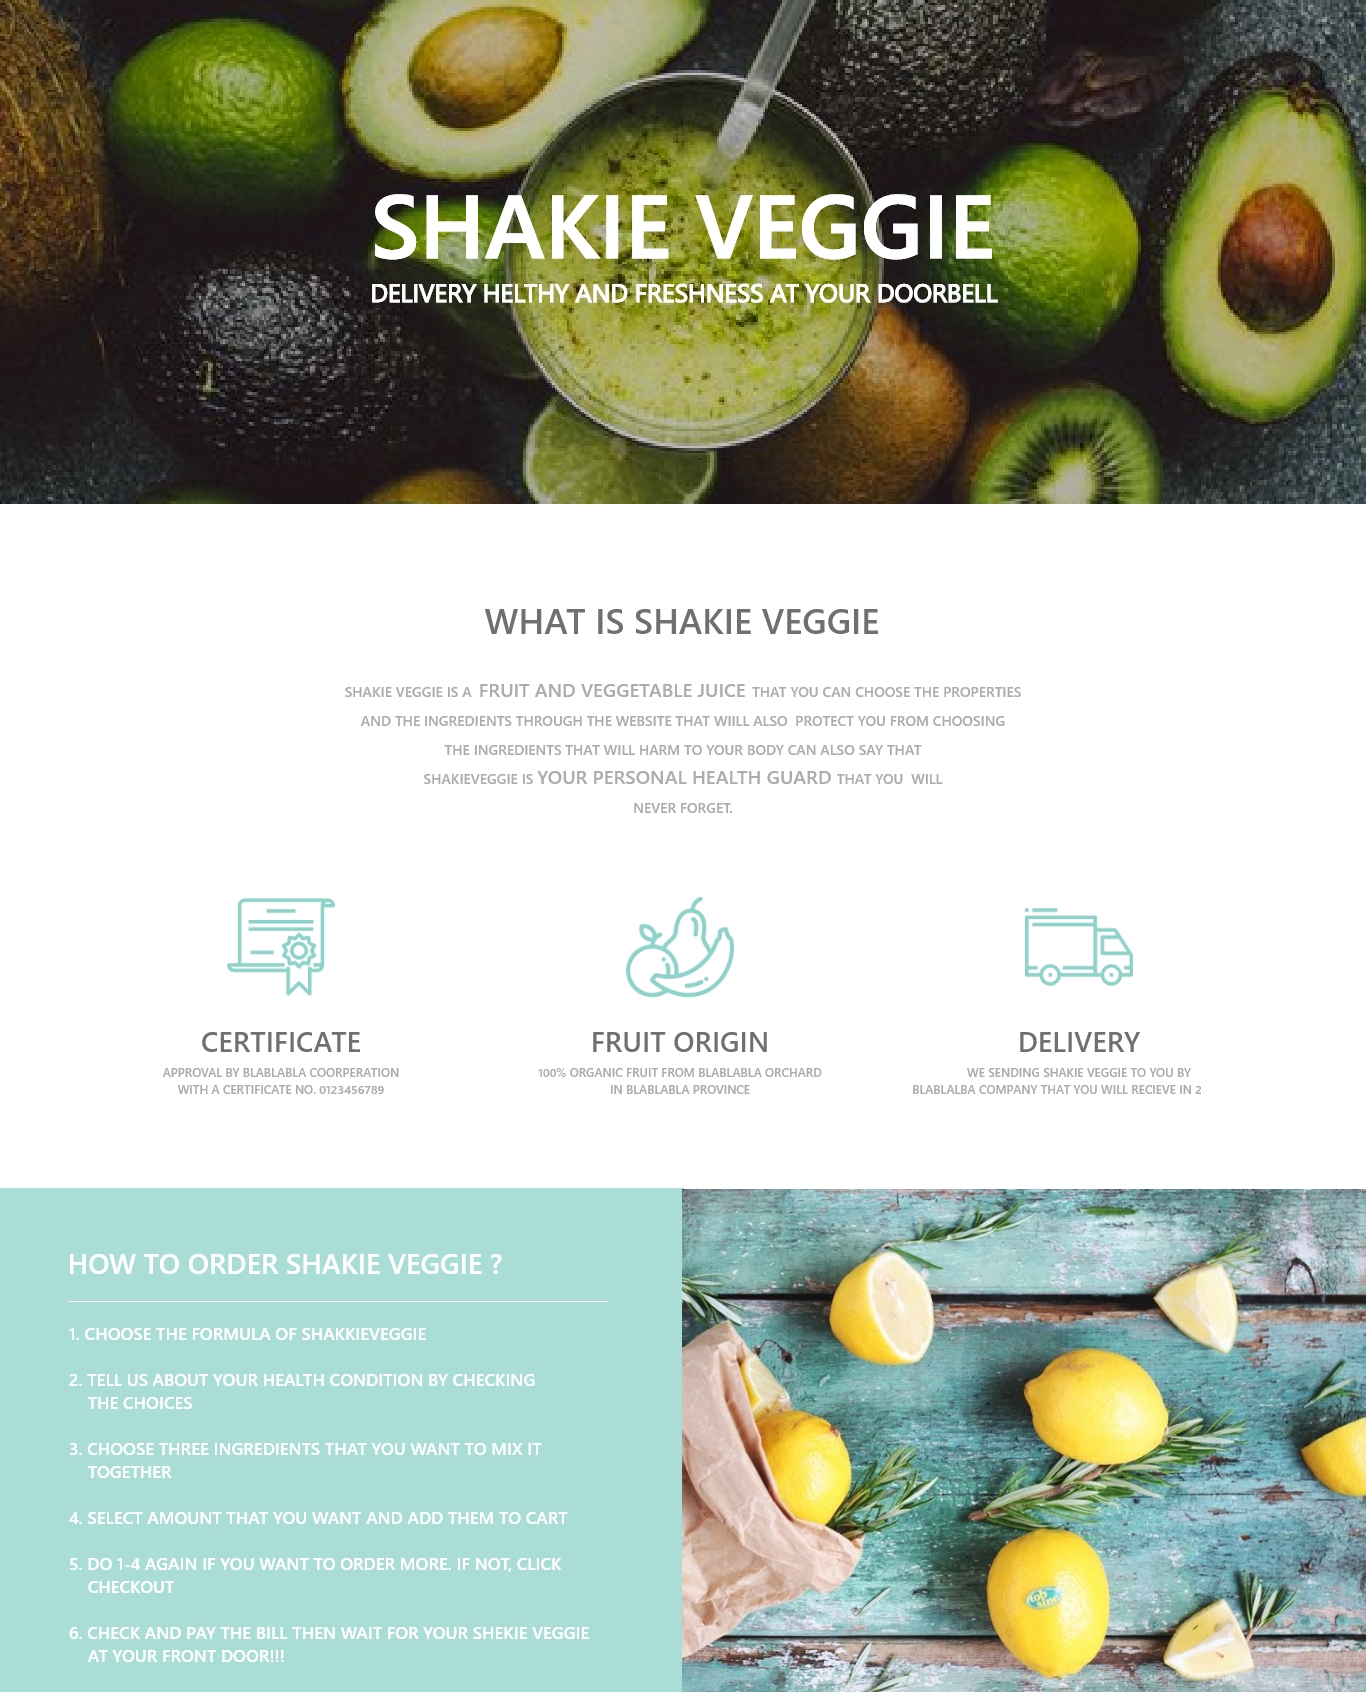 SHAKIE VEGGIE
DELIVERY HELTHY AND FRESHNESS AT YOUR DOORBELL
WHAT IS SHAKIE VEGGIE
SHAKIE VEGGIE IS A FRUIT AND VEGGETABLE JUICE THAT YOU CAN CHOOSE THE PROPERTIES
AND THE INGREDIENTS THROUGH THE WEBSITE THAT WIILL ALSO PROTECT YOU FROM CHOOSING
THE INGREDIENTS THAT WILL HARM TO YOUR BODY CAN ALSO SAY THAT
SHAKIEVEGGIE IS YOUR PERSONAL HEALTH GUARD THAT YOU WILL
NEVER FORGET.
CERTIFICATE
APPROVAL BY BLABLABLA COORPERATION
WITH A CERTIFICATE NO. 0123456789
FRUIT ORIGIN
100% ORGANIC FRUIT FROM BLABLABLA ORCHARD
IN BLABLABLA PROVINCE
DELIVERY
WE SENDING SHAKIE VEGGIE TO YOU BY
BLABLALBA COMPANY THAT YOU WILL RECIEVE IN 2
HOW TO ORDER SHAKIE VEGGIE ?
1. CHOOSE THE FORMULA OF SHAKKIEVEGGIE
2. TELL US ABOUT YOUR HEALTH CONDITION BY CHECKING
THE CHOICES
3. CHOOSE THREE INGREDIENTS THAT YOU WANT TO MIX IT
TOGETHER
4. SELECT AMOUNT THAT YOU WANT AND ADD THEM TO CART
5. DO 1-4 AGAIN IF YOU WANT TO ORDER MORE. IF NOT, CLICK
CHECKOUT
6. CHECK AND PAY THE BILL THEN WAIT FOR YOUR SHEKIE VEGGIE
AT YOUR FRONT DOOR!!!
top